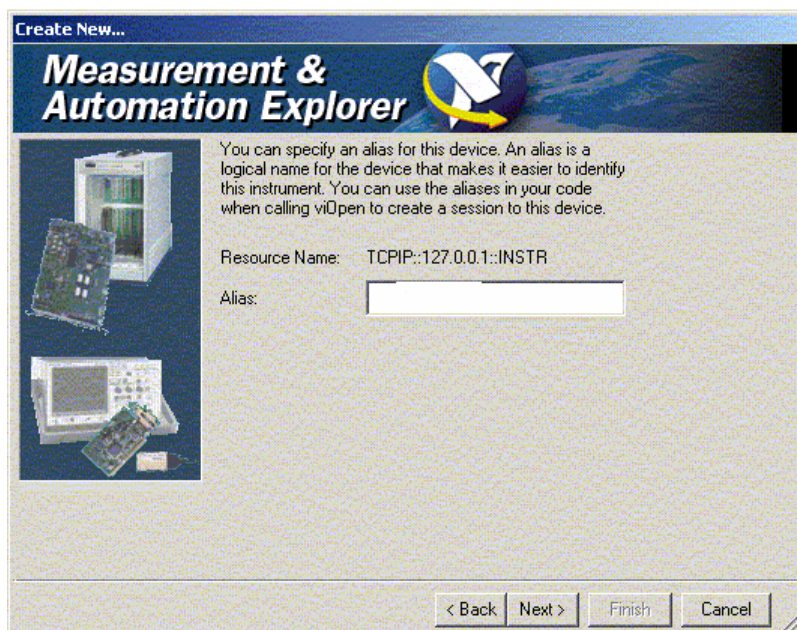 Create New...
Measurement &
Automation Explorer
You can specify an alias for this device. An alias is a
logical name for the device that makes it easier to identify
this instrument. You can use the aliases in your code
when calling viOpen to create a session to this device.
Resource Name: TCPIP::127.0.0.1::INSTR
Alias:
< Back Next > Finish Cancel